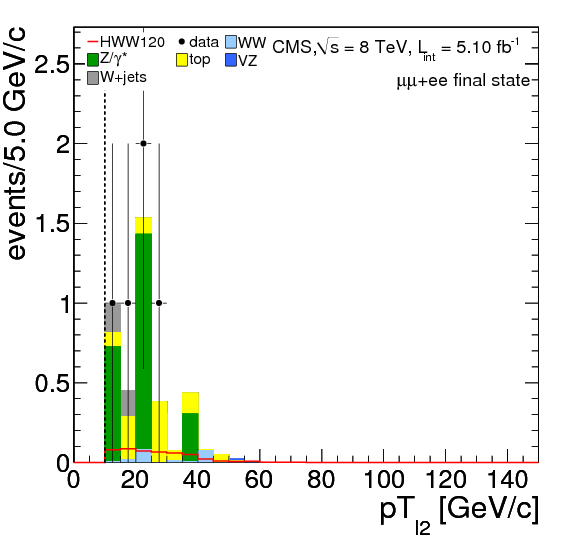 HWW120 data WW CMS,√s = 8 TeV, L_int = 5.10 fb⁻¹
Z/γ* top VZ
W+jets μμ+ee final state
events/5.0 GeV/c
2.5
2
1.5
1
0.5
0
0 20 40 60 80 100 120 140
pT_l2 [GeV/c]